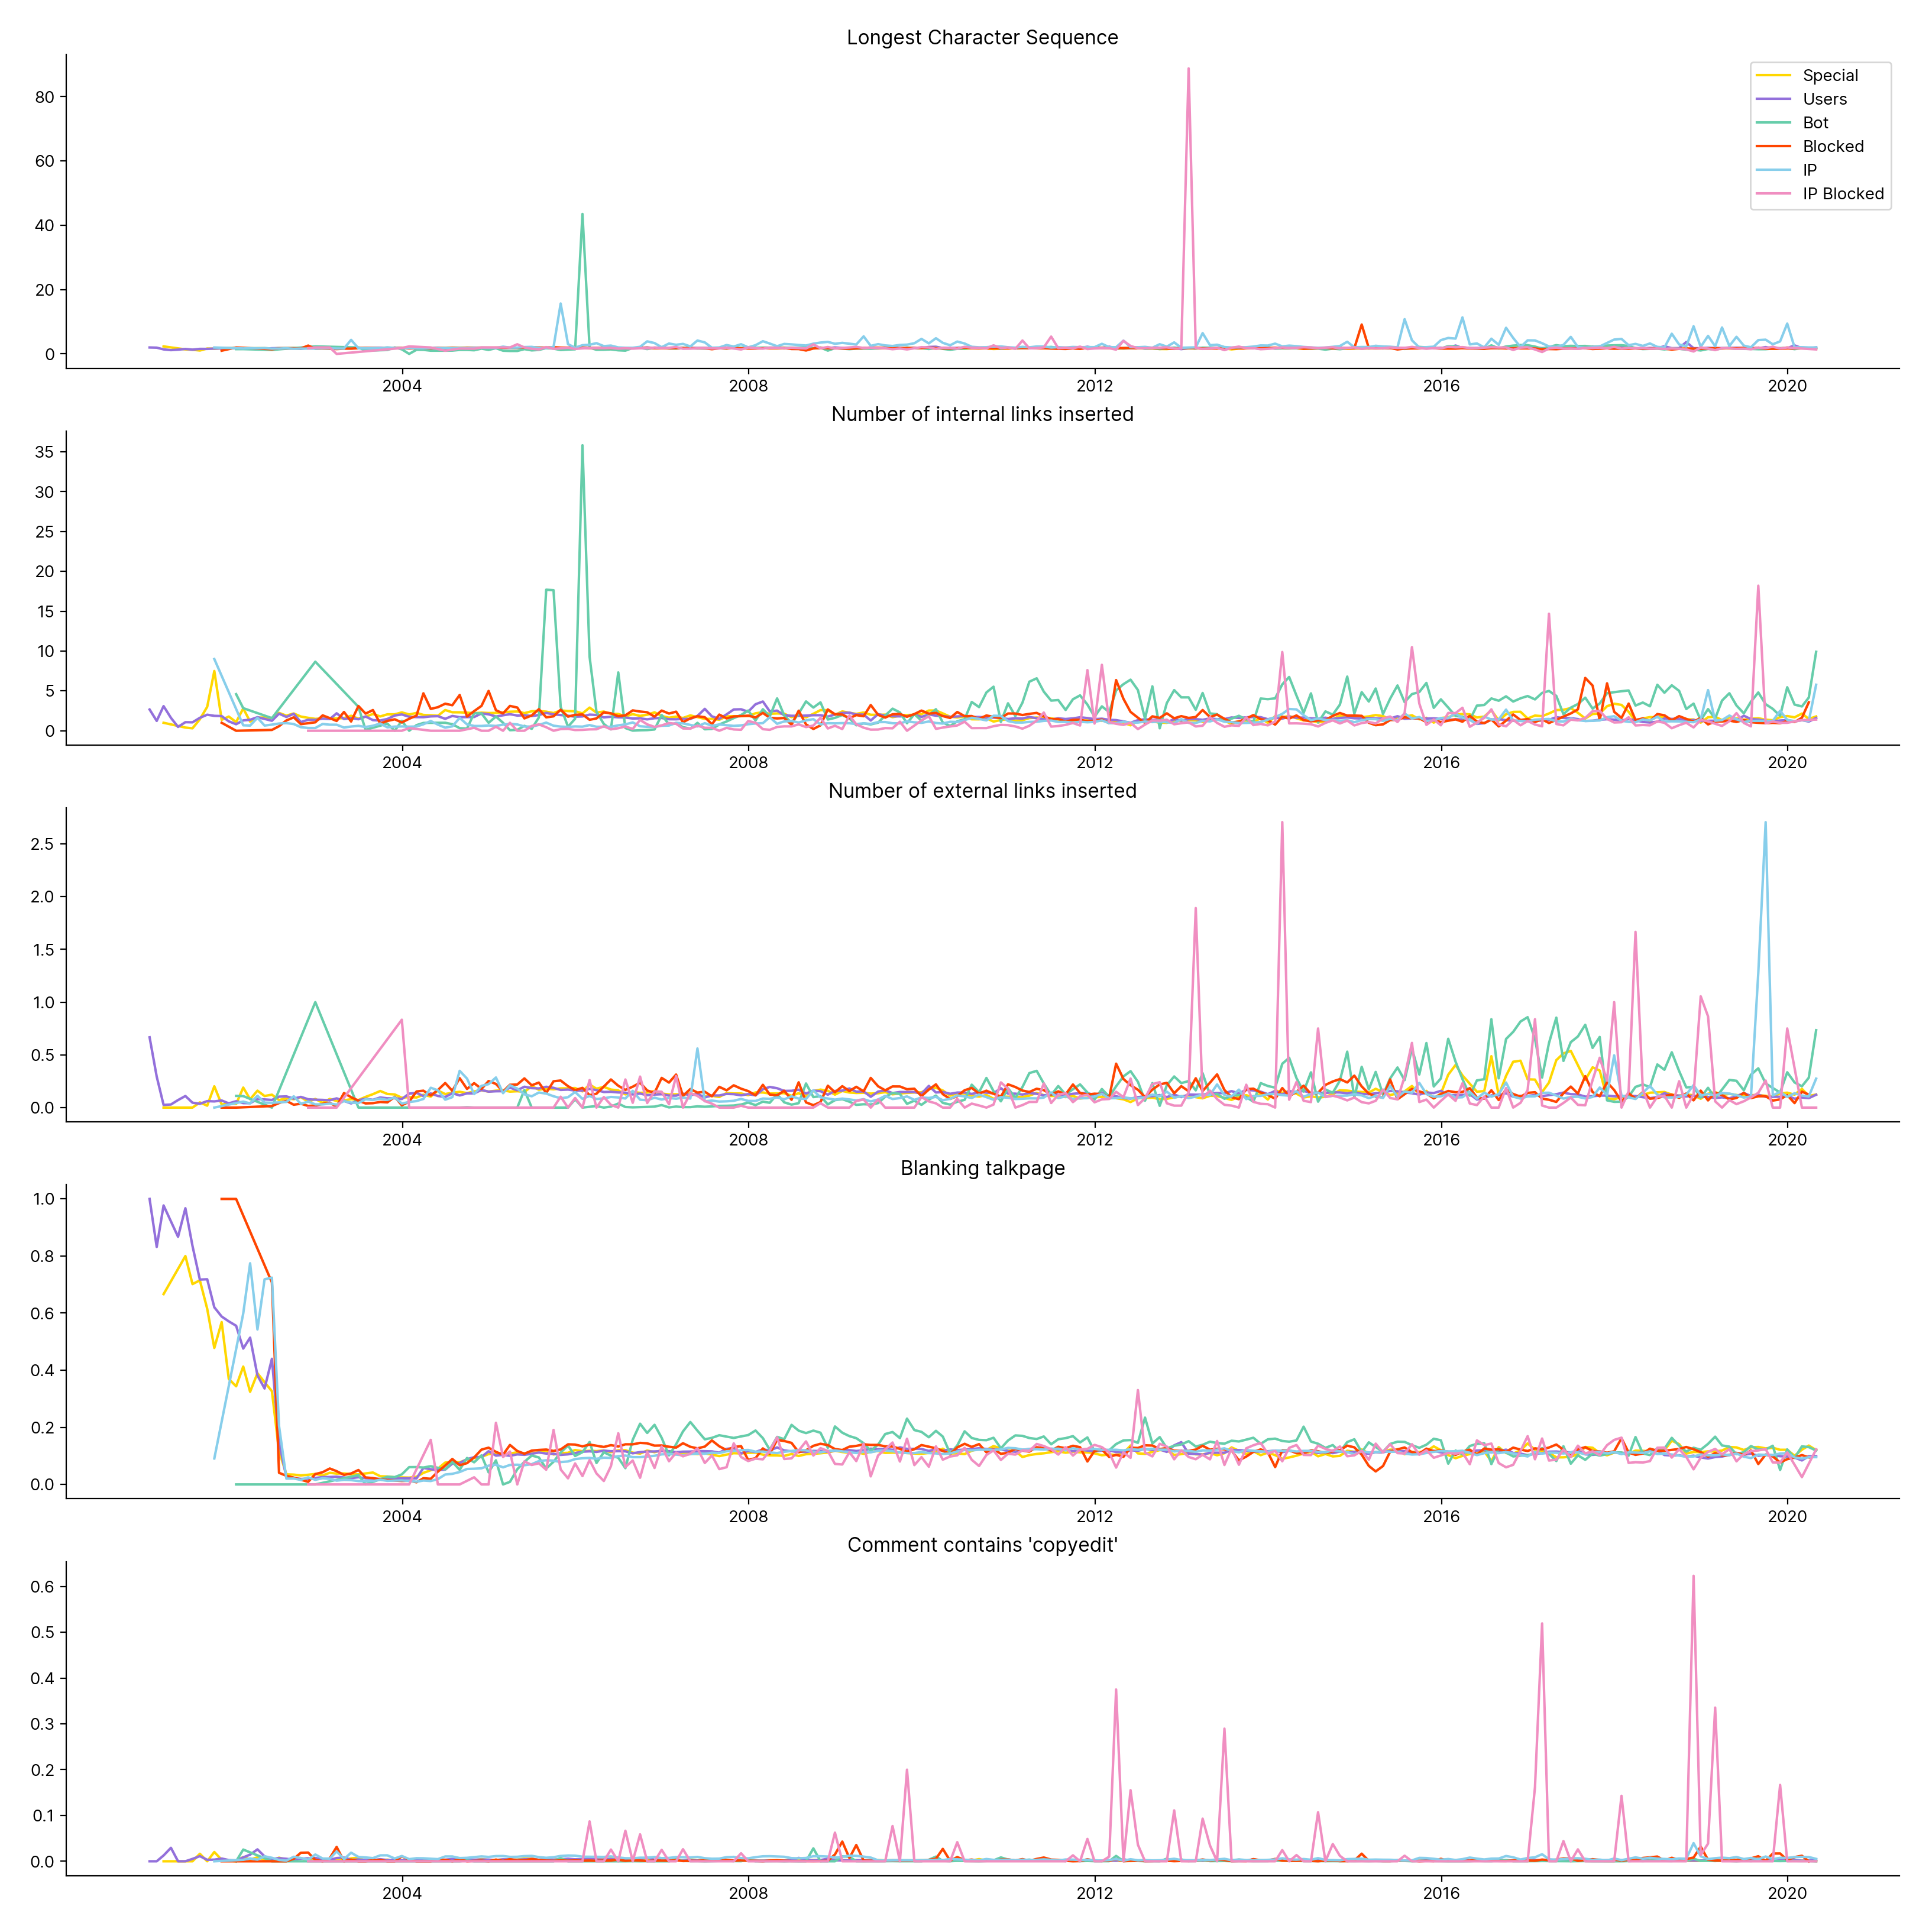 Longest Character Sequence
80
60
40
20
0
Special
Users
Bot
Blocked
IP
IP Blocked
2004 2008 2012 2016 2020
Number of internal links inserted
35
30
25
20
15
10
5
0
2004 2008 2012 2016 2020
Number of external links inserted
2.5
2.0
1.5
1.0
0.5
0.0
2004 2008 2012 2016 2020
Blanking talkpage
1.0
0.8
0.6
0.4
0.2
0.0
2004 2008 2012 2016 2020
Comment contains 'copyedit'
0.6
0.5
0.4
0.3
0.2
0.1
0.0
2004 2008 2012 2016 2020